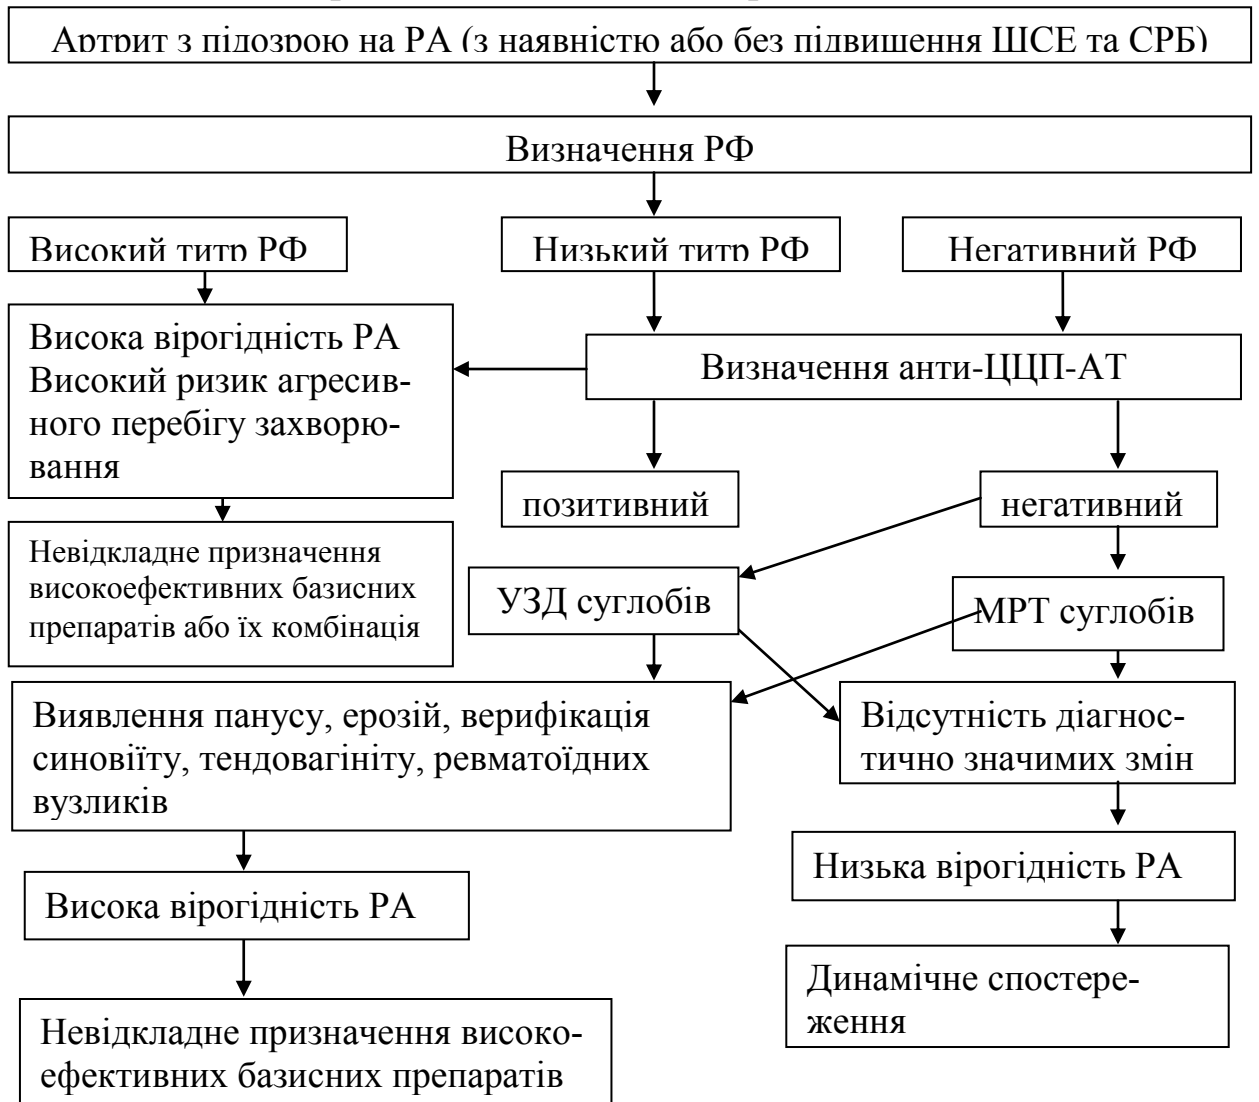 Артрит з підозрою на РА (з наявністю або без підвищення ШСЕ та СРБ)
Визначення РФ
Високий титр РФ
Низький титр РФ
Негативний РФ
Висока вірогідність РА
Високий ризик агресив-
ного перебігу захворю-
вання
Визначення анти-ЦЦП-АТ
позитивний
негативний
Невідкладне призначення
високоефективних базисних
препаратів або їх комбінація
УЗД суглобів
МРТ суглобів
Виявлення панусу, ерозій, верифікація
синовіїту, тендовагініту, ревматоїдних
вузликів
Відсутність діагнос-
тично значимих змін
Низька вірогідність РА
Висока вірогідність РА
Динамічне спостере-
ження
Невідкладне призначення високо-
ефективних базисних препаратів